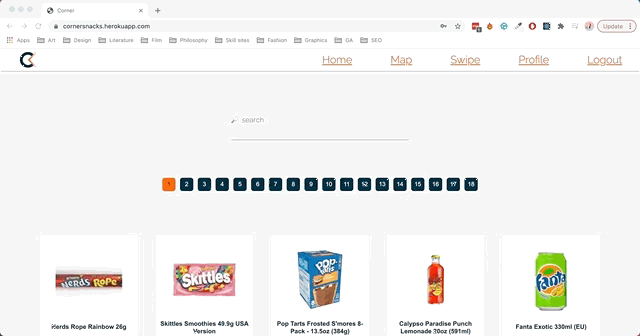 Corner
cornersnacks.herokuapp.com
Update
Apps Art Design Literature Film Philosophy Skill sites Fashion Graphics GA SEO
Home Map Swipe Profile Logout
search
1 2 3 4 5 6 7 8 9 10 11 12 13 14 15 16 17 18
NERDS ROPE
Skittles
POP TARTS
Fanta
Nerds Rope Rainbow 26g
Skittles Smoothies 49.9g USA Version
Pop Tarts Frosted S'mores 8-Pack - 13.5oz (384g)
Calypso Paradise Punch Lemonade 20oz (591ml)
Fanta Exotic 330ml (EU)